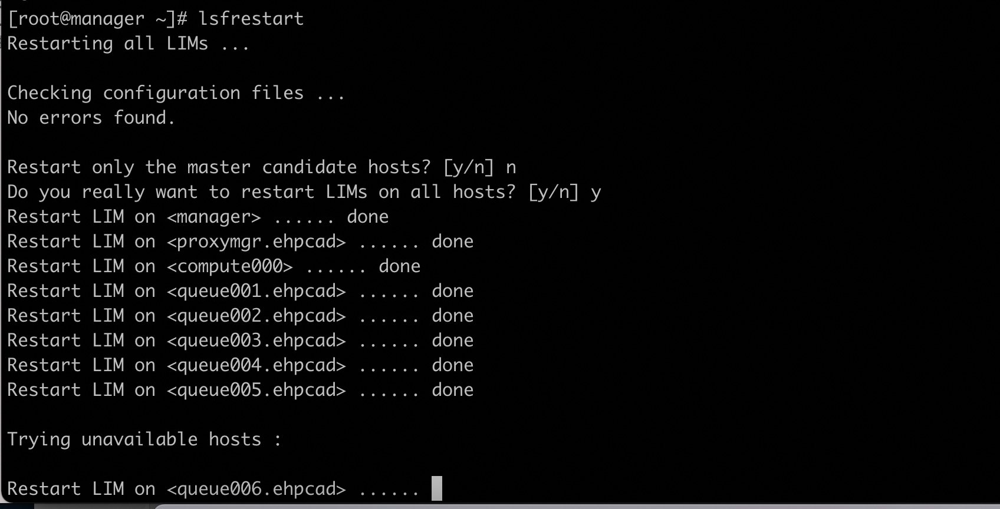 [root@manager ~]# lsfrestart
Restarting all LIMs ...
Checking configuration files ...
No errors found.
Restart only the master candidate hosts? [y/n] n
Do you really want to restart LIMs on all hosts? [y/n] y
Restart LIM on <manager> ...... done
Restart LIM on <proxymgr.ehpcad> ...... done
Restart LIM on <compute000> ...... done
Restart LIM on <queue001.ehpcad> ...... done
Restart LIM on <queue002.ehpcad> ...... done
Restart LIM on <queue003.ehpcad> ...... done
Restart LIM on <queue004.ehpcad> ...... done
Restart LIM on <queue005.ehpcad> ...... done
Trying unavailable hosts :
Restart LIM on <queue006.ehpcad> ......